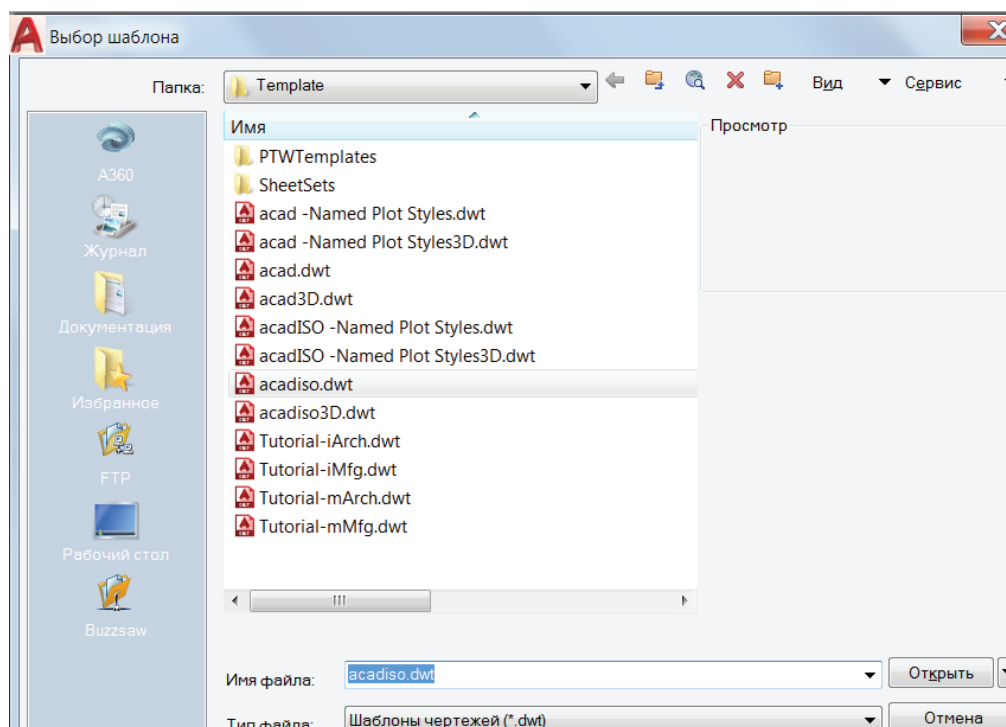 Выбор шаблона
Папка:
Template
Вид
Сервис
Имя
Просмотр
PTWTemplates
SheetSets
acad -Named Plot Styles.dwt
acad -Named Plot Styles3D.dwt
acad.dwt
acad3D.dwt
acadISO -Named Plot Styles.dwt
acadISO -Named Plot Styles3D.dwt
acadiso.dwt
acadiso3D.dwt
Tutorial-iArch.dwt
Tutorial-iMfg.dwt
Tutorial-mArch.dwt
Tutorial-mMfg.dwt
A360
Журнал
Документация
Избранное
FTP
Рабочий стол
Buzzsaw
Имя файла:
acadiso.dwt
Открыть
Тип файла:
Шаблоны чертежей (*.dwt)
Отмена